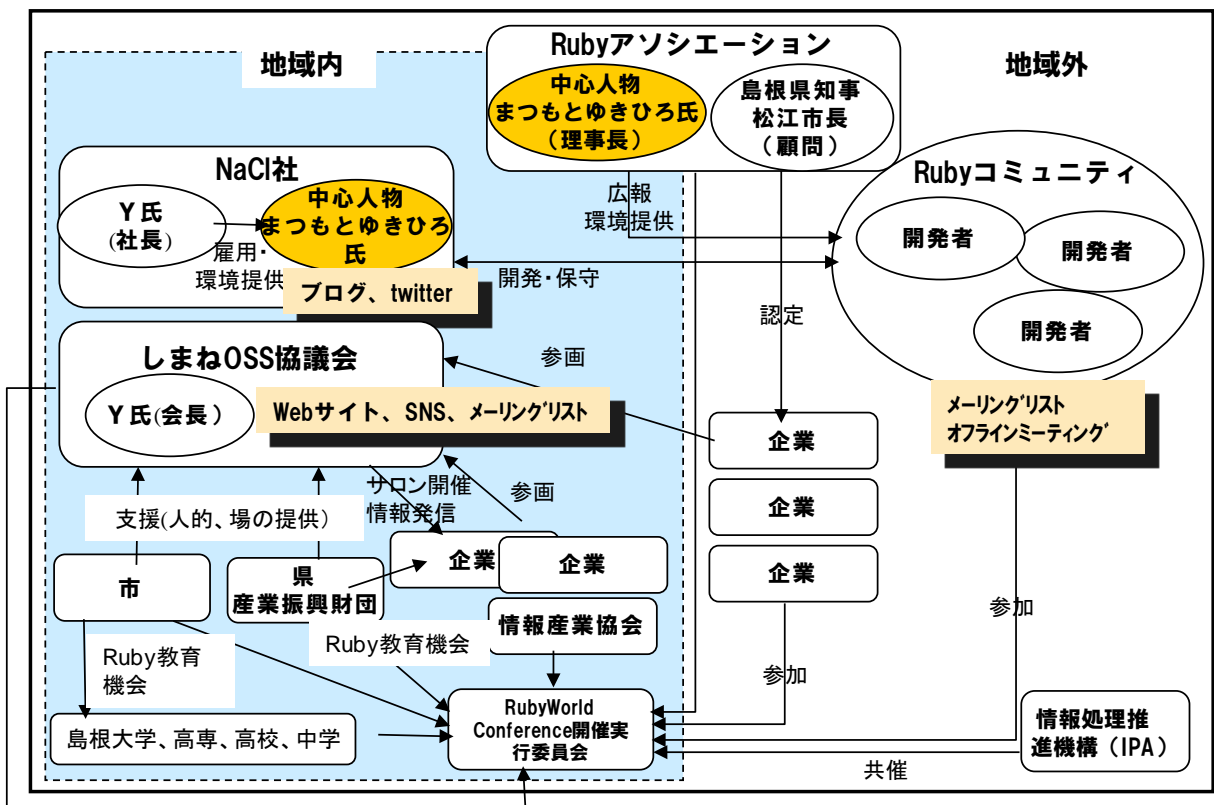 Rubyアソシエーション
地域内
地域外
中心人物
まつもとゆきひろ氏
（理事長）
島根県知事
松江市長
（顧問）
NaCl社
Y氏
(社長)
中心人物
まつもとゆきひろ
氏
雇用・
環境提供
ブログ、twitter
広報
環境提供
開発・保守
Rubyコミュニティ
開発者
開発者
開発者
認定
しまねOSS協議会
Y氏(会長)
Webサイト、SNS、メーリングリスト
参画
メーリングリスト
オフラインミーティング
企業
企業
企業
サロン開催
情報発信
参画
支援(人的、場の提供)
市
県
産業振興財団
企業
企業
情報産業協会
Ruby教育
機会
Ruby教育機会
参加
参加
島根大学、高専、高校、中学
RubyWorld
Conference開催実
行委員会
情報処理推
進機構（IPA）
共催